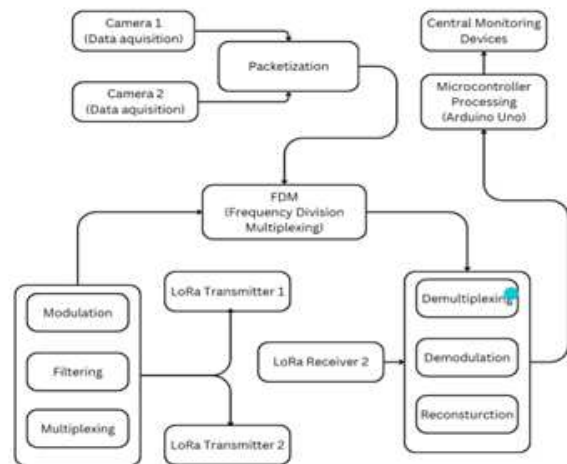 Camera 1
(Data aquisition)
Central Monitoring
Devices
Packetization
Camera 2
(Data aquisition)
Microcontroller
Processing
(Arduino Uno)
FDM
(Frequency Division
Multiplexing)
Modulation
Filtering
Multiplexing
LoRa Transmitter 1
LoRa Transmitter 2
LoRa Receiver 2
Demultiplexing
Demodulation
Reconsturction